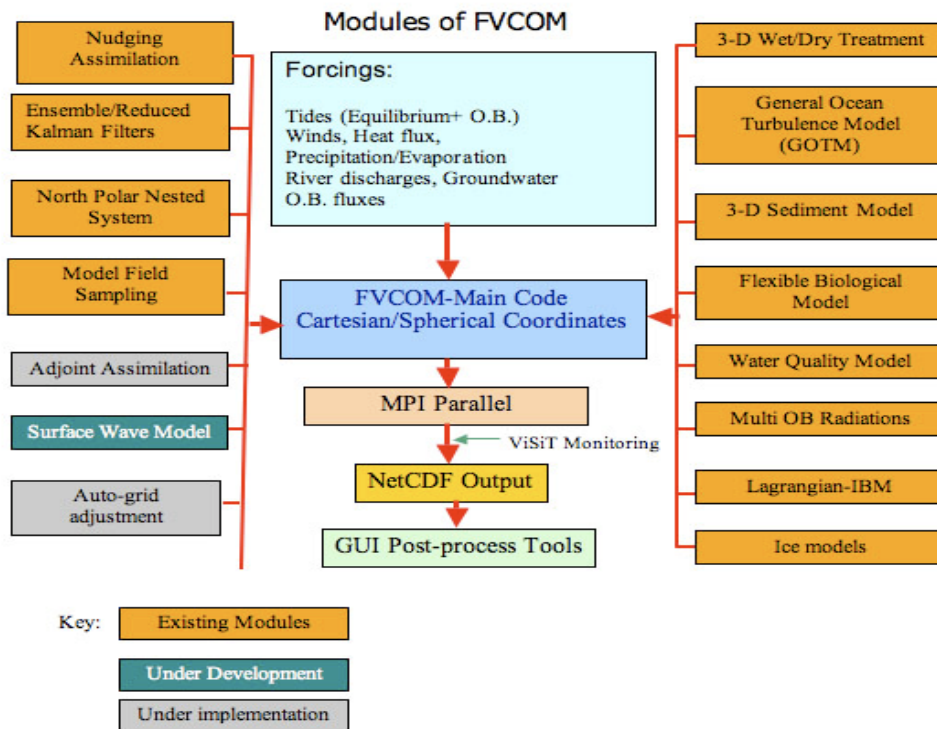 Modules of FVCOM
Nudging
Assimilation
Ensemble/Reduced
Kalman Filters
North Polar Nested
System
Model Field
Sampling
Adjoint Assimilation
Surface Wave Model
Auto-grid
adjustment
Forcings:
Tides (Equilibrium+ O.B.)
Winds, Heat flux,
Precipitation/Evaporation
River discharges, Groundwater
O.B. fluxes
FVCOM-Main Code
Cartesian/Spherical Coordinates
MPI Parallel
ViSiT Monitoring
NetCDF Output
GUI Post-process Tools
3-D Wet/Dry Treatment
General Ocean
Turbulence Model
(GOTM)
3-D Sediment Model
Flexible Biological
Model
Water Quality Model
Multi OB Radiations
Lagrangian-IBM
Ice models
Key:
Existing Modules
Under Development
Under implementation